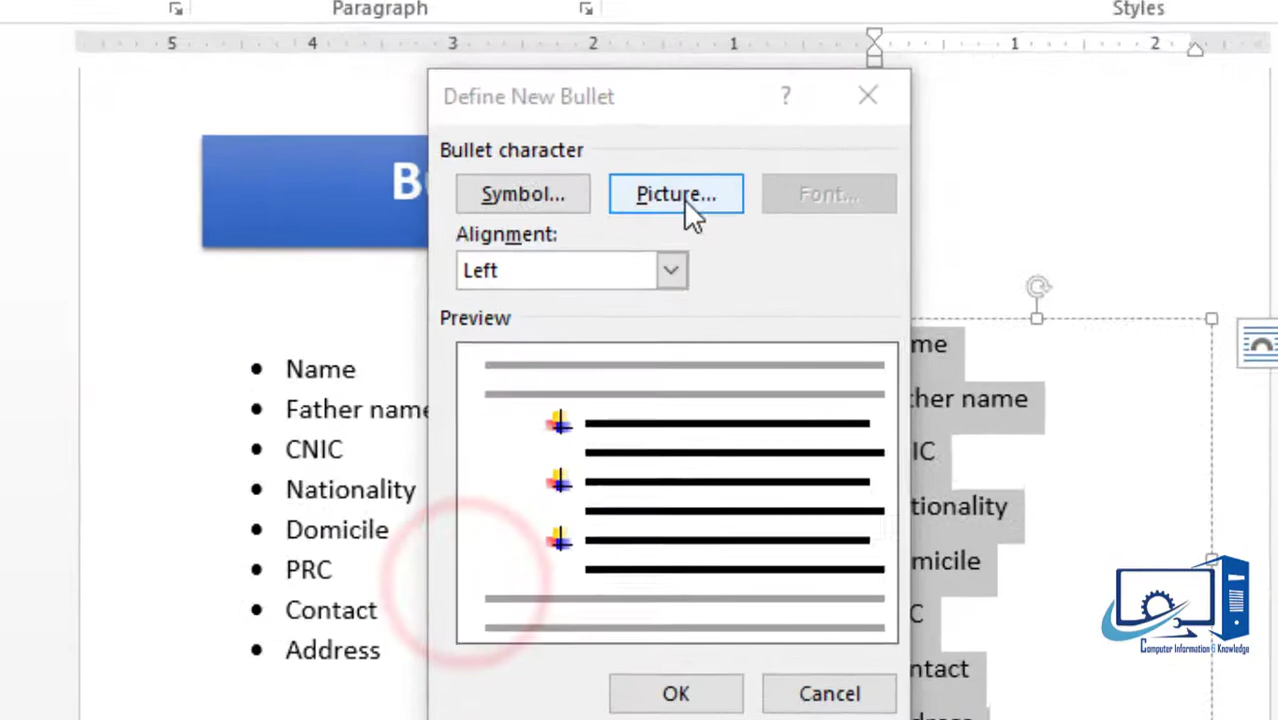 Paragraph
Styles
5 4 3 2 1 1 2
Define New Bullet ?
Bullet character
Symbol... Picture... Font...
Alignment:
Left
Preview
Name
Father name
CNIC
Nationality
Domicile
PRC
Contact
Address
me
ther name
IC
tionality
micile
C
ntact
OK Cancel
Computer Information & Knowledge